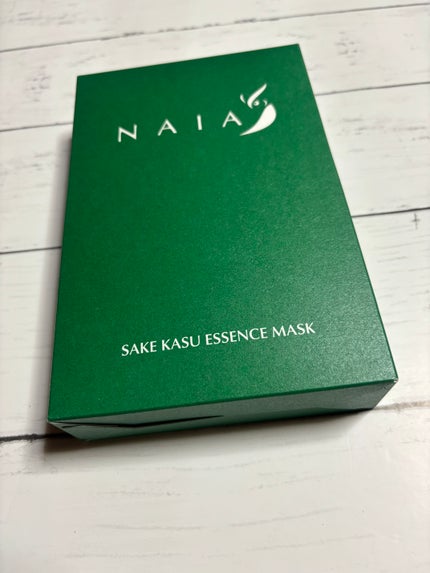 NAIA
SAKE KASU ESSENCE MASK